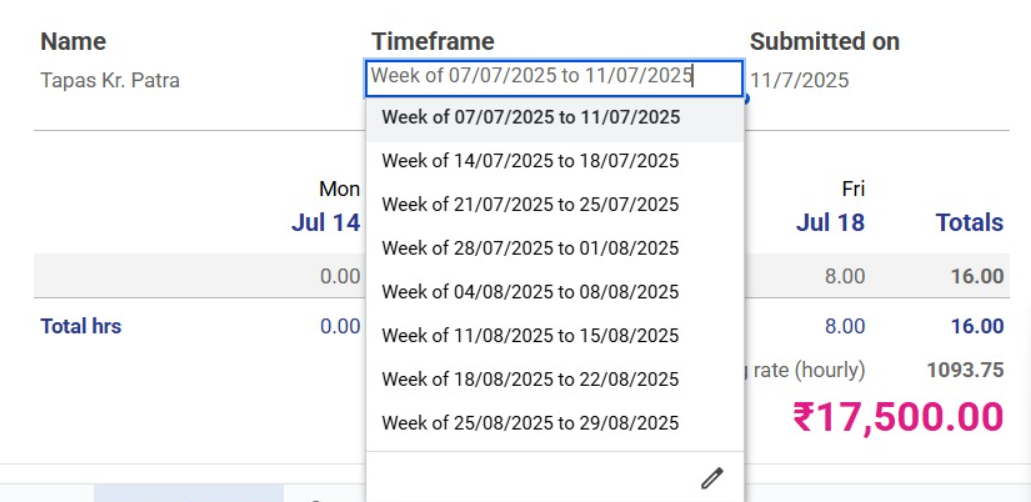 Name Timeframe Submitted on
Tapas Kr. Patra Week of 07/07/2025 to 11/07/2025 11/7/2025
Week of 07/07/2025 to 11/07/2025
Week of 14/07/2025 to 18/07/2025
Mon Fri
Week of 21/07/2025 to 25/07/2025
Jul 14 Jul 18 Totals
Week of 28/07/2025 to 01/08/2025
0.00 8.00 16.00
Week of 04/08/2025 to 08/08/2025
Total hrs 0.00 8.00 16.00
Week of 11/08/2025 to 15/08/2025
rate (hourly) 1093.75
Week of 18/08/2025 to 22/08/2025
₹17,500.00
Week of 25/08/2025 to 29/08/2025